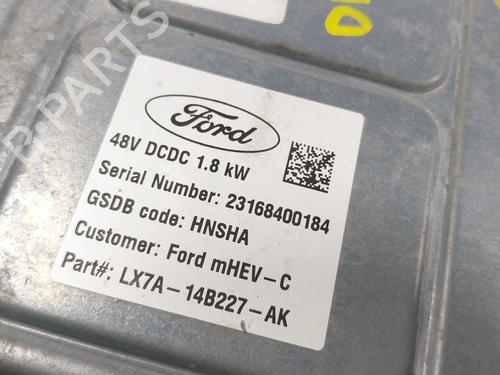 Ford
48V DCDC 1.8 kW
Serial Number: 23168400184
GSDB code: HNSHA
Customer: Ford mHEV-C
Part#: LX7A-14B227-AK